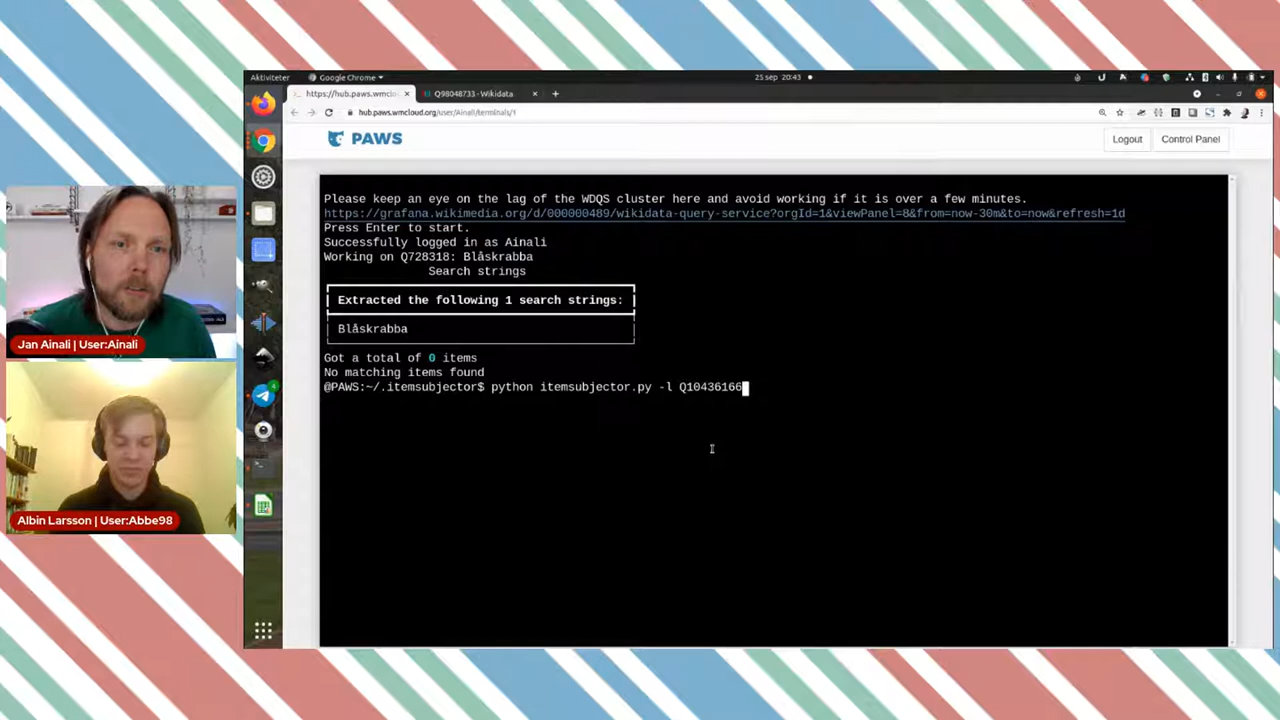 Aktiviteter
Google Chrome
25 sep 20:43
https://hub.paws.wmclo
Q98048733 - Wikidata
hub.paws.wmcloud.org/user/Ainali/terminals/1
PAWS
Logout
Control Panel
Please keep an eye on the lag of the WDQS cluster here and avoid working if it is over a few minutes.
https://grafana.wikimedia.org/d/000000489/wikidata-query-service?orgId=1&viewPanel=8&from=now-30m&to=now&refresh=1d
Press Enter to start.
Successfully logged in as Ainali
Working on Q728318: Blåskrabba
Search strings
Extracted the following 1 search strings:
Blåskrabba
Got a total of 0 items
No matching items found
@PAWS:~/.itemsubjector$ python itemsubjector.py -l Q10436166
Jan Ainali | User:Ainali
Albin Larsson | User:Abbe98
4